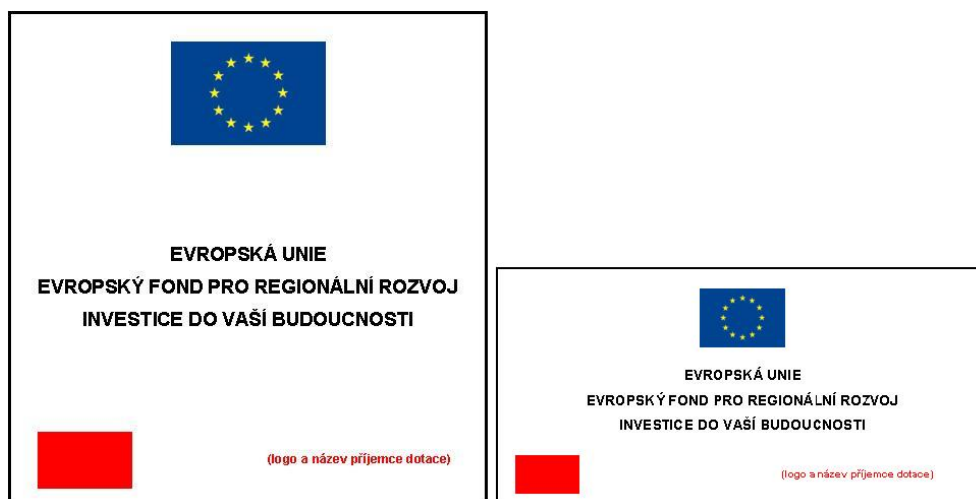 EVROPSKÁ UNIE
EVROPSKÝ FOND PRO REGIONÁLNÍ ROZVOJ
INVESTICE DO VAŠÍ BUDOUCNOSTI
(logo a název příjemce dotace)
EVROPSKÁ UNIE
EVROPSKÝ FOND PRO REGIONÁLNÍ ROZVOJ
INVESTICE DO VAŠÍ BUDOUCNOSTI
(logo a název příjemce dotace)